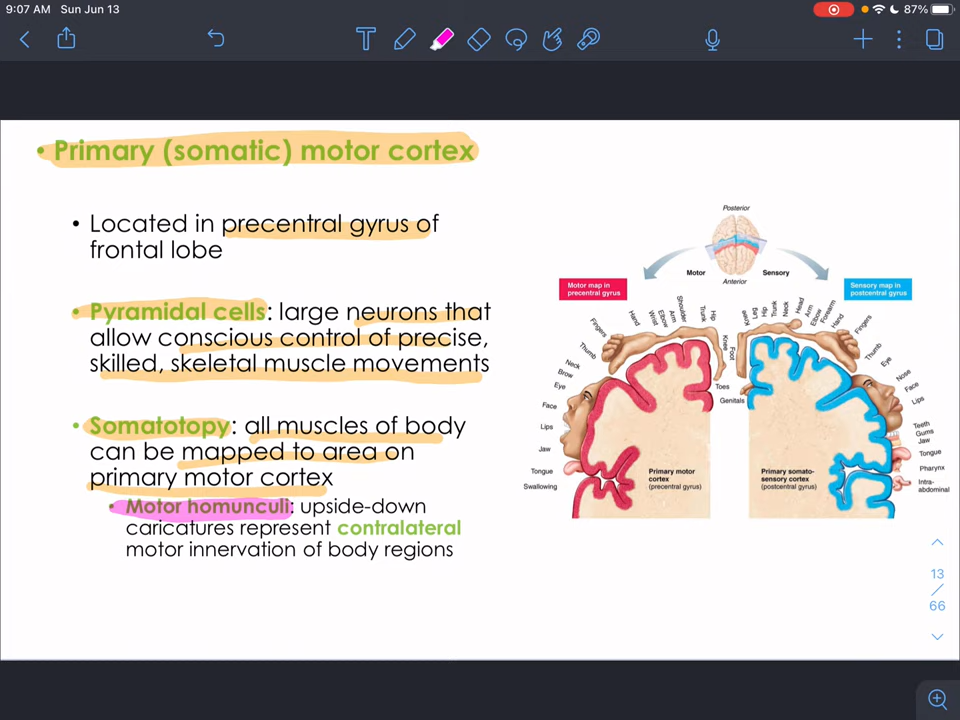 9:07 AM Sun Jun 13
87%
• Primary (somatic) motor cortex
• Located in precentral gyrus of
frontal lobe
• Pyramidal cells: large neurons that
allow conscious control of precise,
skilled, skeletal muscle movements
• Somatotopy: all muscles of body
can be mapped to area on
primary motor cortex
• Motor homunculi: upside-down
caricatures represent contralateral
motor innervation of body regions
Posterior
Motor
Sensory
Anterior
Motor map in
precentral gyrus
Sensory map in
postcentral gyrus
Swallowing
Tongue
Jaw
Lips
Face
Eye
Brow
Neck
Thumb
Fingers
Hand
Wrist
Elbow
Arm
Shoulder
Trunk
Hip
Knee
Foot
Toes
Genitals
Knee
Leg
Hip
Trunk
Neck
Head
Arm
Elbow
Forearm
Hand
Fingers
Thumb
Eye
Nose
Face
Lips
Teeth
Gums
Jaw
Tongue
Pharynx
Intra-
abdominal
Primary motor
cortex
(precentral gyrus)
Primary somato-
sensory cortex
(postcentral gyrus)
13
/
66